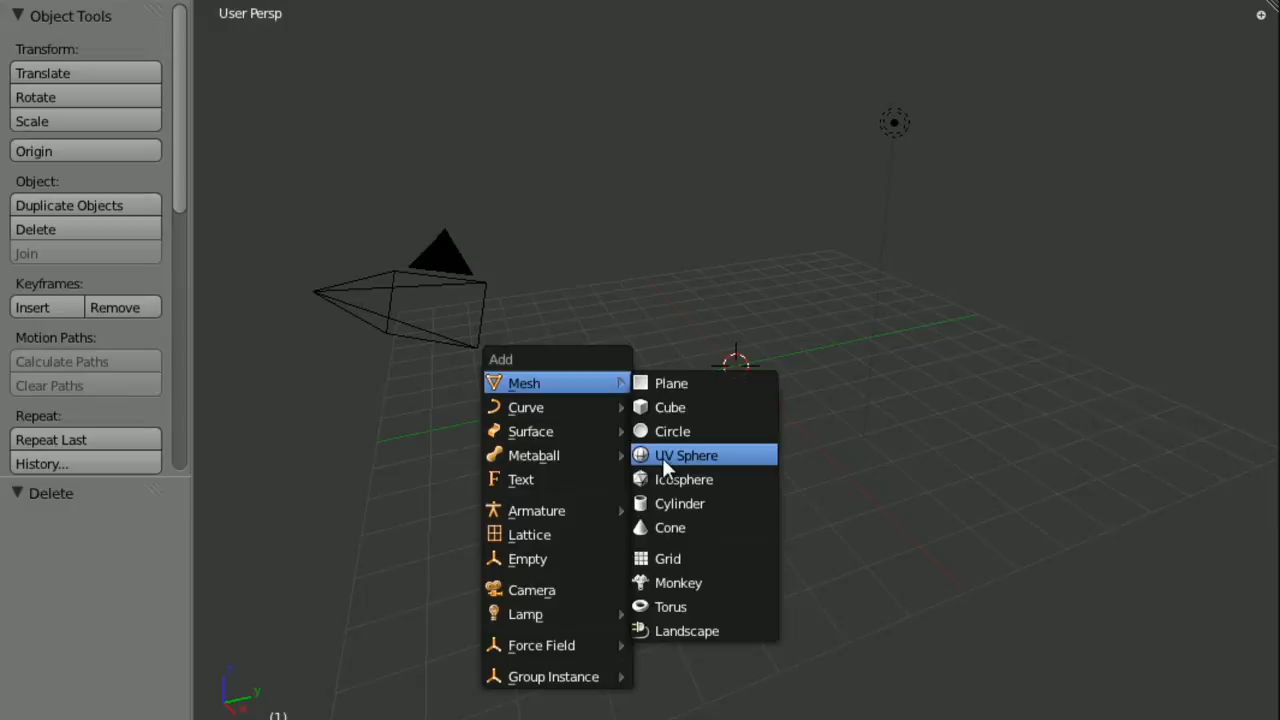 Object Tools
Transform:
Translate
Rotate
Scale
Origin
Object:
Duplicate Objects
Delete
Join
Keyframes:
Insert Remove
Motion Paths:
Calculate Paths
Clear Paths
Repeat:
Repeat Last
History...
Delete
User Persp
Add
Mesh
Curve
Surface
Metaball
Text
Armature
Lattice
Empty
Camera
Lamp
Force Field
Group Instance
Plane
Cube
Circle
UV Sphere
Icosphere
Cylinder
Cone
Grid
Monkey
Torus
Landscape
y
(1)